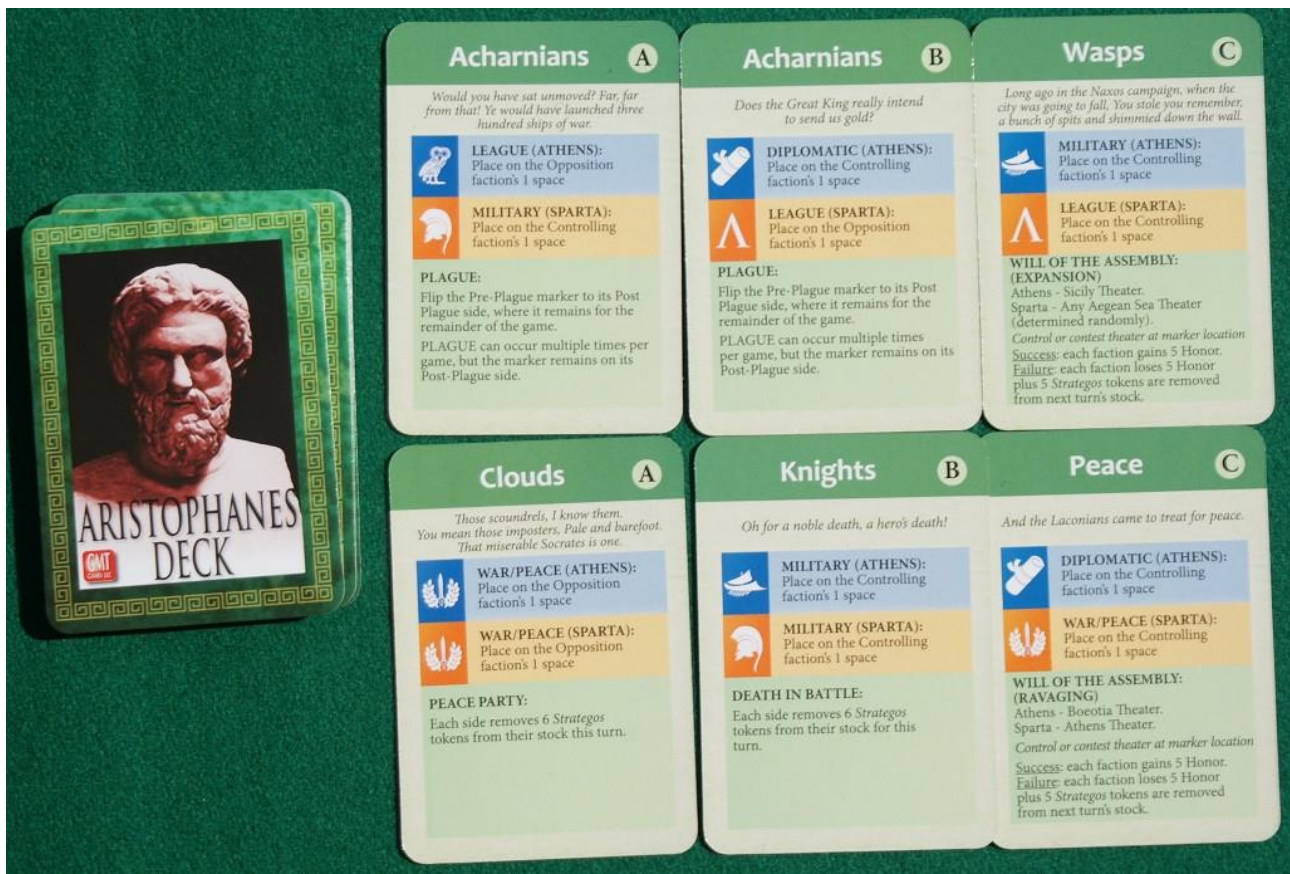 ARISTOPHANES
DECK
GMT
GAMES LLC
Acharnians A
Would you have sat unmoved? Far, far
from that! Ye would have launched three
hundred ships of war.
LEAGUE (ATHENS):
Place on the Opposition
faction's 1 space
MILITARY (SPARTA):
Place on the Controlling
faction's 1 space
PLAGUE:
Flip the Pre-Plague marker to its Post
Plague side, where it remains for the
remainder of the game.
PLAGUE can occur multiple times per
game, but the marker remains on its
Post-Plague side.
Acharnians B
Does the Great King really intend
to send us gold?
DIPLOMATIC (ATHENS):
Place on the Controlling
faction's 1 space
Λ
LEAGUE (SPARTA):
Place on the Opposition
faction's 1 space
PLAGUE:
Flip the Pre-Plague marker to its Post
Plague side, where it remains for the
remainder of the game.
PLAGUE can occur multiple times
per game, but the marker remains on its
Post-Plague side.
Wasps C
Long ago in the Naxos campaign, when the
city was going to fall, You stole you remember,
a bunch of spits and shimmied down the wall.
MILITARY (ATHENS):
Place on the Controlling
faction's 1 space
Λ
LEAGUE (SPARTA):
Place on the Controlling
faction's 1 space
WILL OF THE ASSEMBLY:
(EXPANSION)
Athens - Sicily Theater.
Sparta - Any Aegean Sea Theater
(determined randomly).
Control or contest theater at marker location
Success: each faction gains 5 Honor.
Failure: each faction loses 5 Honor
plus 5 Strategos tokens are removed
from next turn's stock.
Clouds A
Those scoundrels, I know them.
You mean those imposters, Pale and barefoot.
That miserable Socrates is one.
WAR/PEACE (ATHENS):
Place on the Opposition
faction's 1 space
WAR/PEACE (SPARTA):
Place on the Opposition
faction's 1 space
PEACE PARTY:
Each side removes 6 Strategos
tokens from their stock this turn.
Knights B
Oh for a noble death, a hero's death!
MILITARY (ATHENS):
Place on the Controlling
faction's 1 space
MILITARY (SPARTA):
Place on the Controlling
faction's 1 space
DEATH IN BATTLE:
Each side removes 6 Strategos
tokens from their stock for this
turn.
Peace C
And the Laconians came to treat for peace.
DIPLOMATIC (ATHENS):
Place on the Controlling
faction's 1 space
WAR/PEACE (SPARTA):
Place on the Controlling
faction's 1 space
WILL OF THE ASSEMBLY:
(RAVAGING)
Athens - Boeotia Theater.
Sparta - Athens Theater.
Control or contest theater at marker location
Success: each faction gains 5 Honor.
Failure: each faction loses 5 Honor
plus 5 Strategos tokens are removed
from next turn's stock.